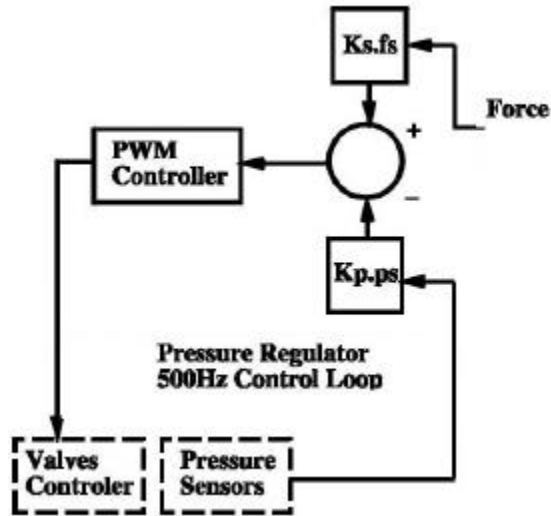 Ks.fs
Force
+
PWM
Controller
−
Kp.ps
Pressure Regulator
500Hz Control Loop
Valves
Controler
Pressure
Sensors